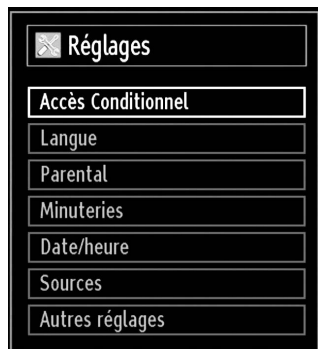 Réglages
Accès Conditionnel
Langue
Parental
Minuteries
Date/heure
Sources
Autres réglages